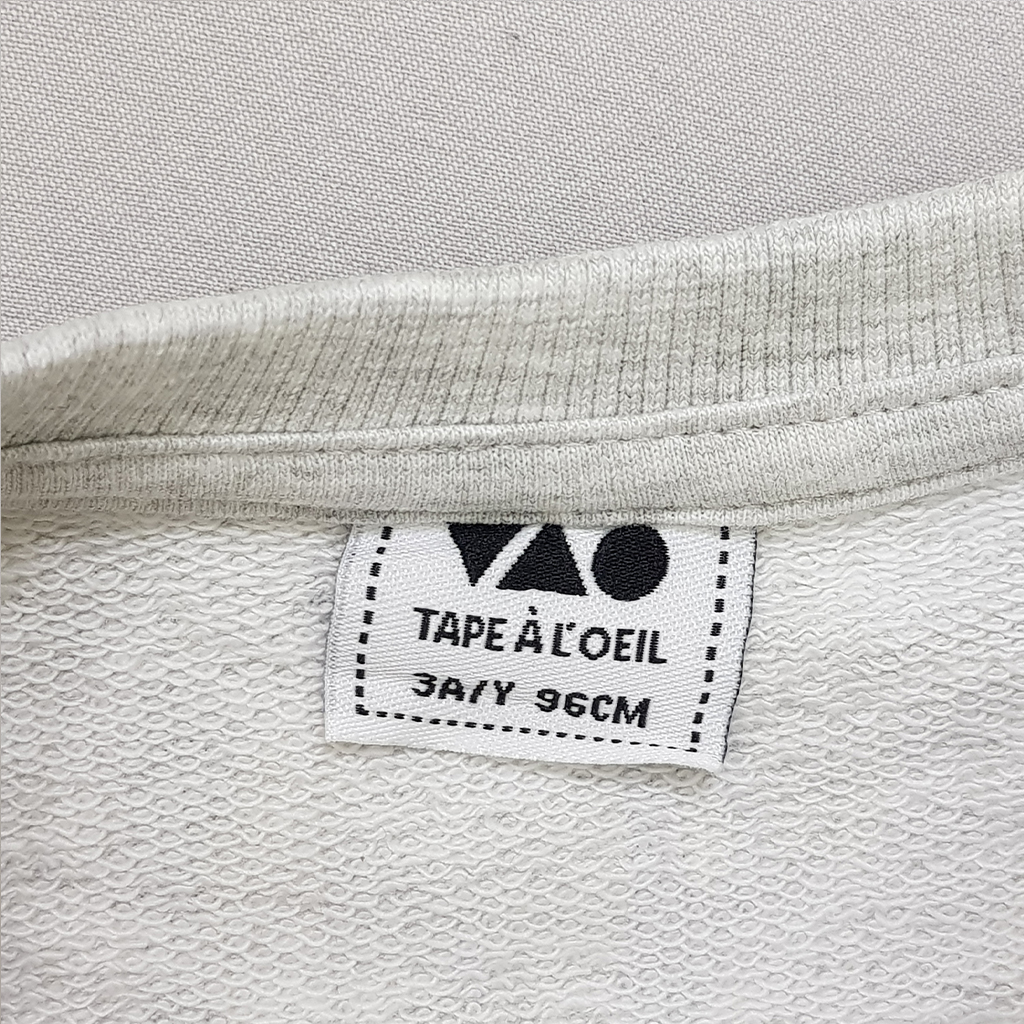 TAPE À L'OEIL
3A/Y 96CM